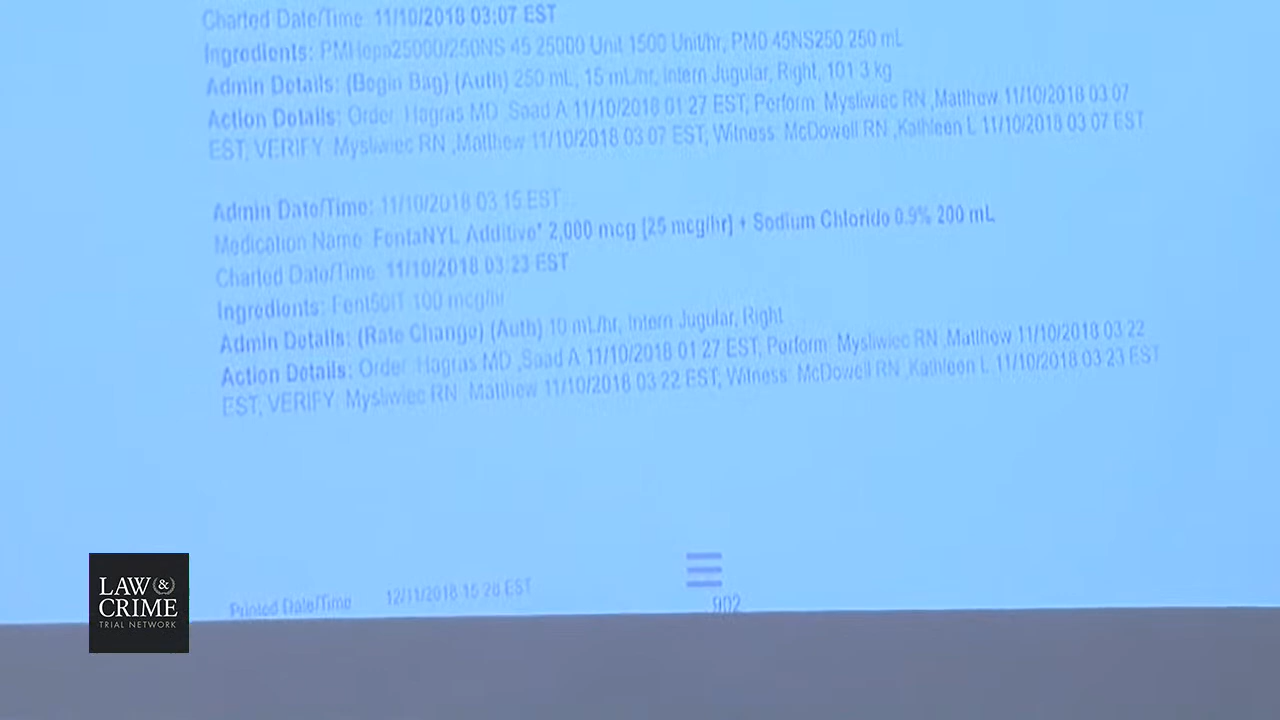 Charted Date/Time: 11/10/2018 03:07 EST
Ingredients: PMHepa25000/250NS 45 25000 Unit 1500 Unit/hr, PM0 45NS250 250 mL
Admin Details: (Begin Bag) (Auth) 250 mL, 15 mL/hr, Intern Jugular, Right, 101.3 kg
Action Details: Order: Hagras MD ,Saad A 11/10/2018 01:27 EST; Perform: Mysliwiec RN ,Matthew 11/10/2018 03:07
EST; VERIFY: Mysliwiec RN ,Matthew 11/10/2018 03:07 EST; Witness: McDowell RN ,Kathleen L 11/10/2018 03:07 EST
Admin Date/Time: 11/10/2018 03:15 EST
Medication Name: FentaNYL Additive* 2,000 mcg [25 mcg/hr] + Sodium Chloride 0.9% 200 mL
Charted Date/Time: 11/10/2018 03:23 EST
Ingredients: Fent50IT 100 mcg/hr
Admin Details: (Rate Change) (Auth) 10 mL/hr, Intern Jugular, Right
Action Details: Order: Hagras MD ,Saad A 11/10/2018 01:27 EST; Perform: Mysliwiec RN ,Matthew 11/10/2018 03:22
EST; VERIFY: Mysliwiec RN ,Matthew 11/10/2018 03:22 EST; Witness: McDowell RN ,Kathleen L 11/10/2018 03:23 EST
Printed Date/Time 12/11/2018 15:28 EST
902
LAW &
CRIME
TRIAL NETWORK